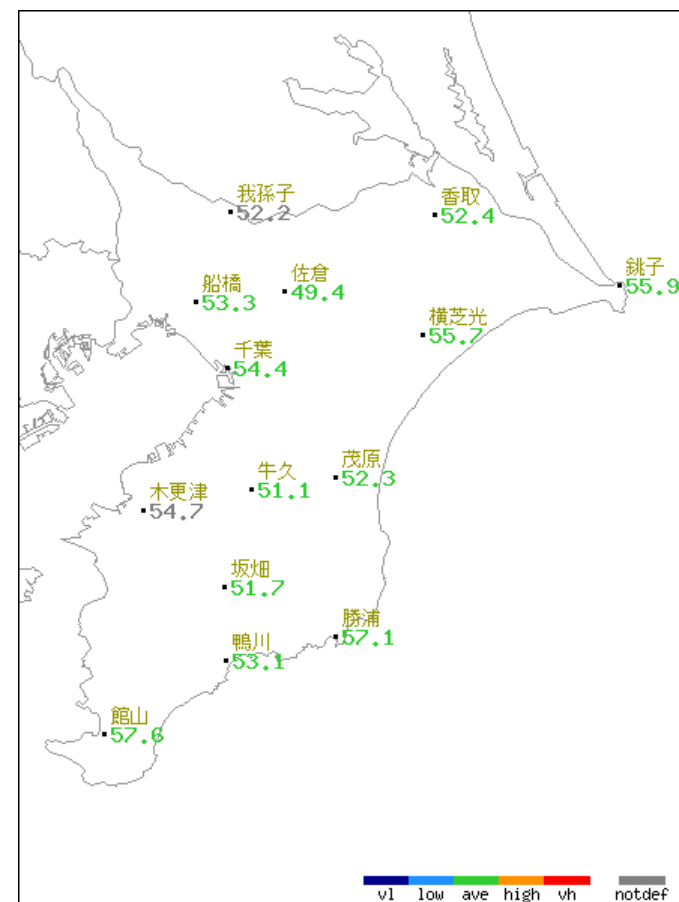 我孫子
52.2
香取
52.4
佐倉
49.4
船橋
53.3
銚子
55.9
横芝光
55.7
千葉
54.4
茂原
52.3
牛久
51.1
木更津
54.7
坂畑
51.7
勝浦
57.1
鴨川
53.1
館山
57.6
vl low ave high vh notdef